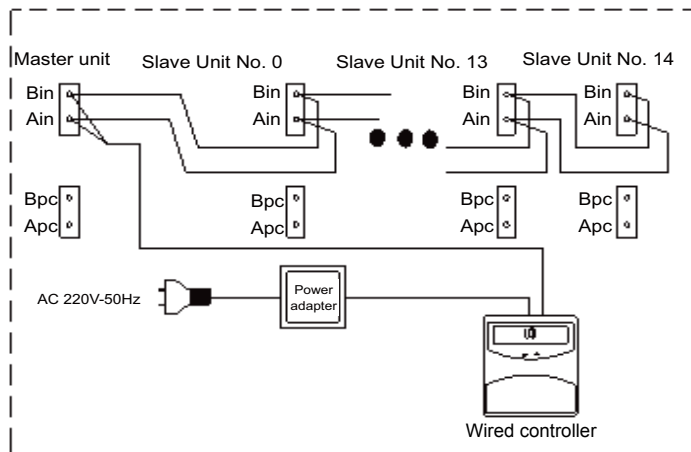 Master unit
Slave Unit No. 0
Slave Unit No. 13
Slave Unit No. 14
Bin
Bin
Bin
Bin
Ain
Ain
Ain
Ain
Bpc
Bpc
Bpc
Bpc
Apc
Apc
Apc
Apc
AC 220V-50Hz
Power
adapter
Wired controller